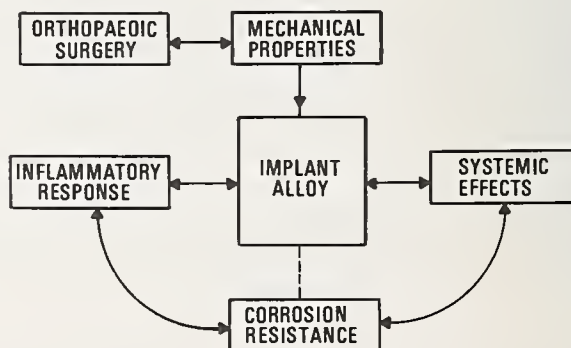 ORTHOPAEOIC
SURGERY
MECHANICAL
PROPERTIES
INFLAMMATORY
RESPONSE
IMPLANT
ALLOY
SYSTEMIC
EFFECTS
CORROSION
RESISTANCE